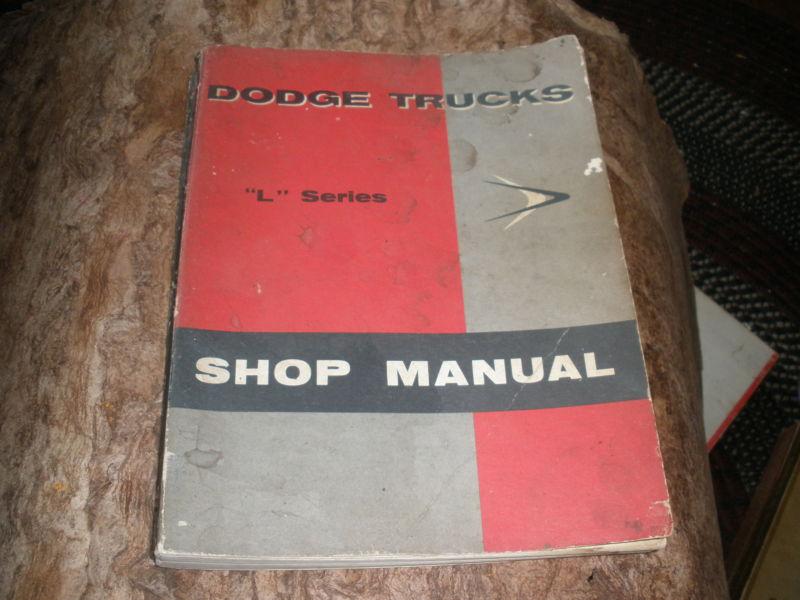 DODGE TRUCKS
"L" Series
SHOP MANUAL